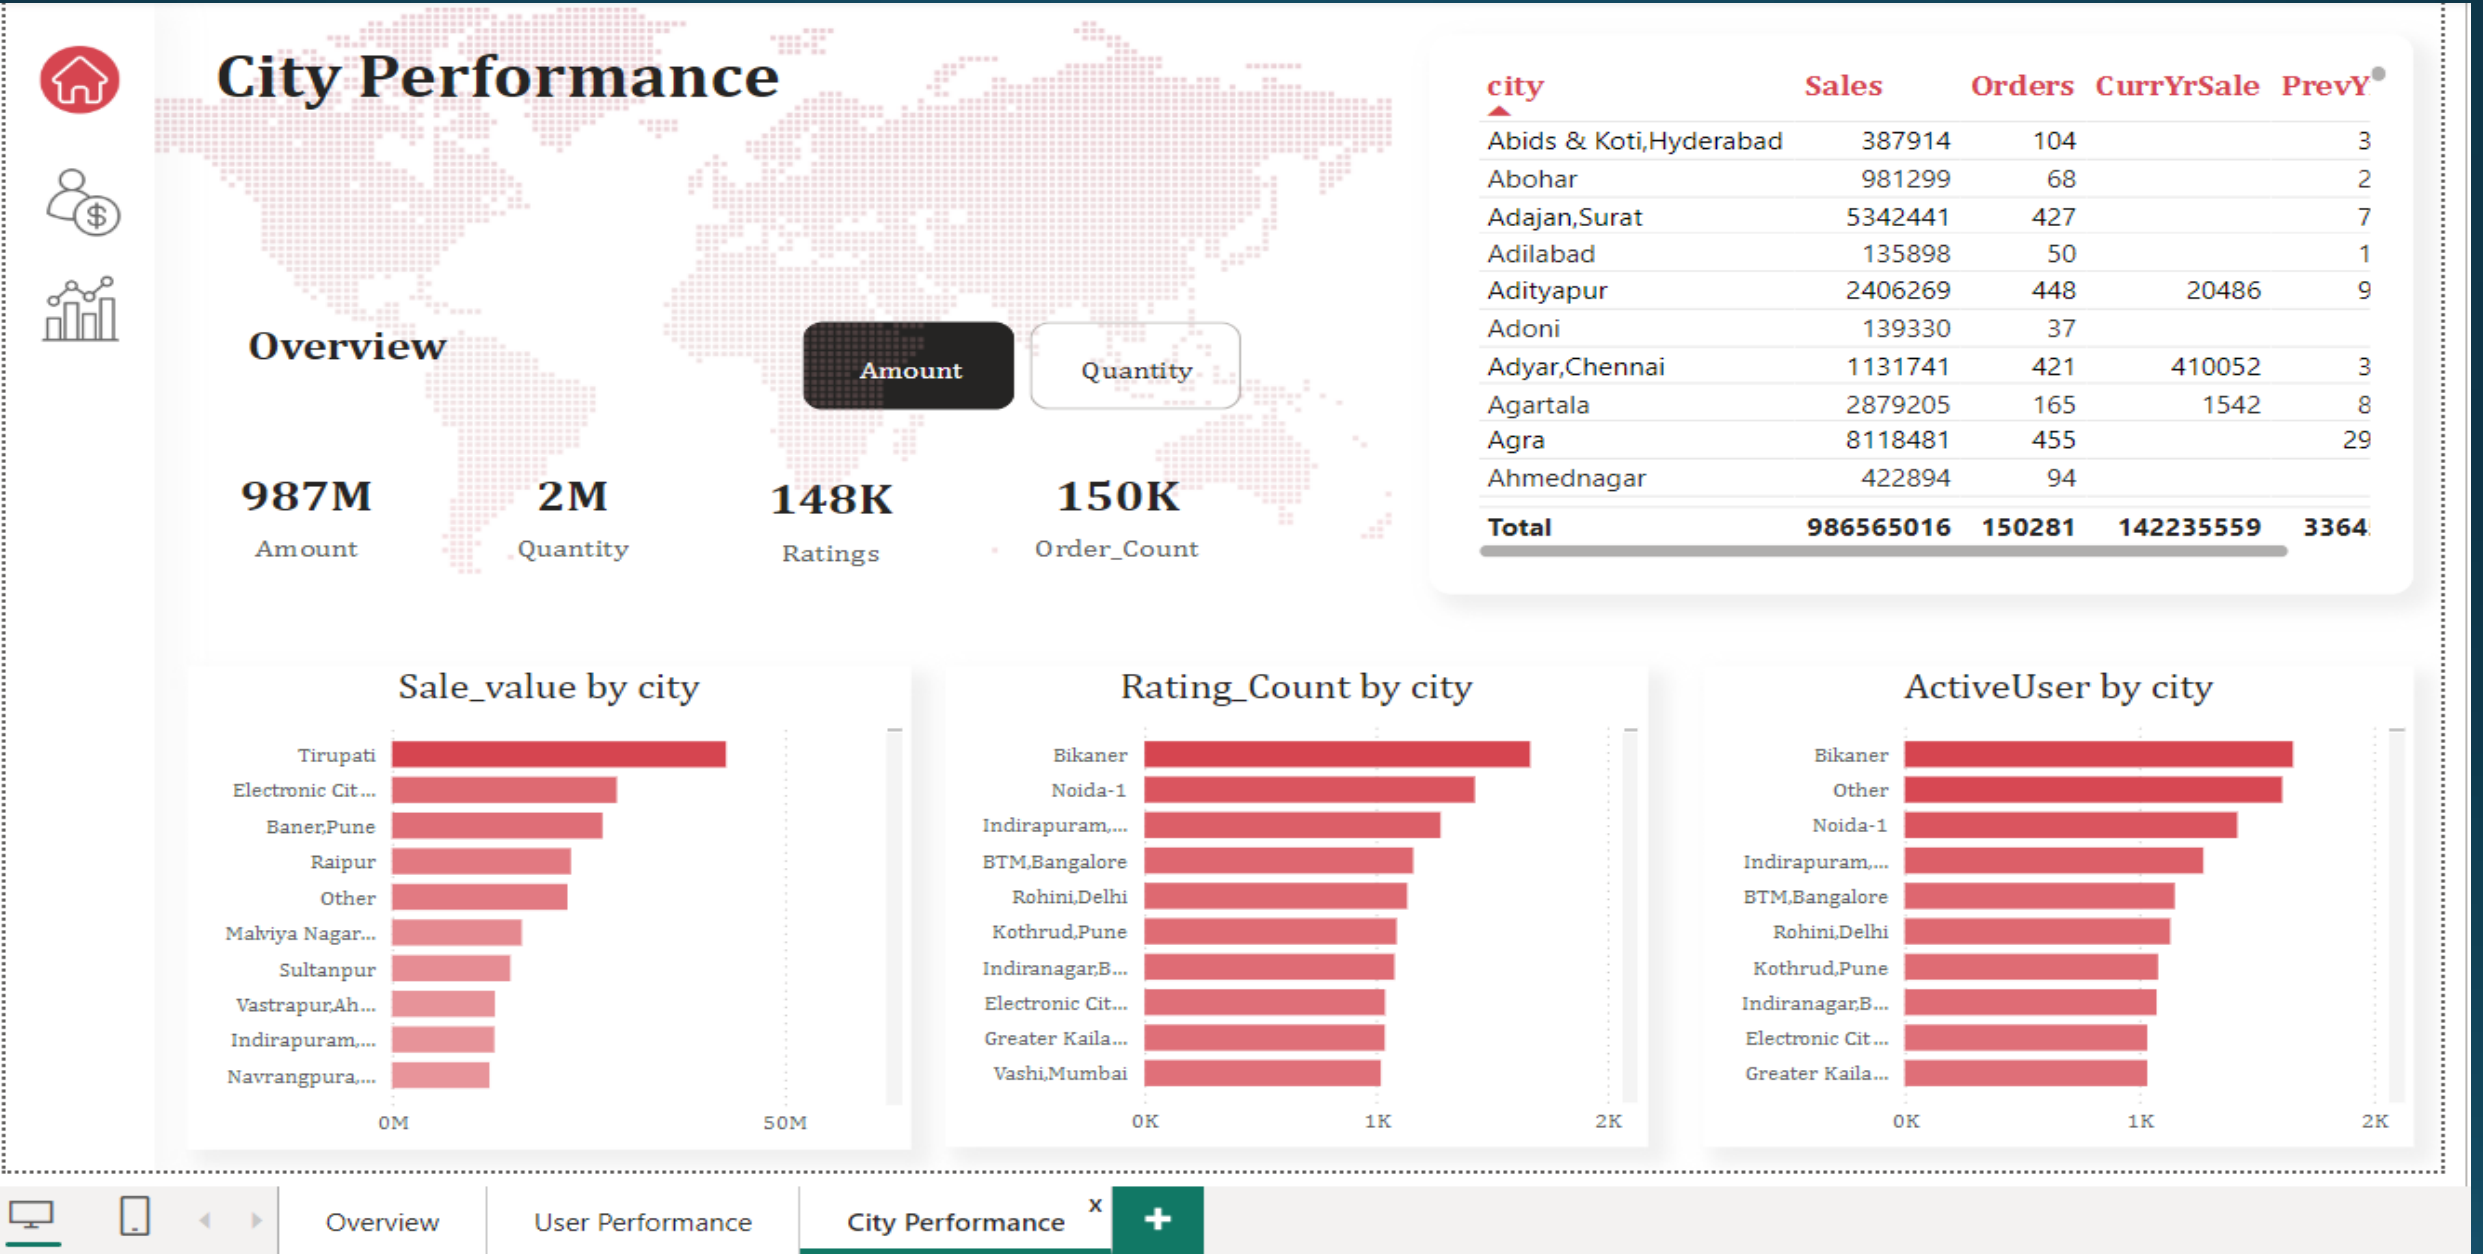 City Performance
Overview
Amount
Quantity
987M
Amount
2M
Quantity
148K
Ratings
150K
Order_Count
city Sales Orders CurrYrSale PrevY
Abids & Koti,Hyderabad 387914 104 3
Abohar 981299 68 2
Adajan,Surat 5342441 427 7
Adilabad 135898 50 1
Adityapur 2406269 448 20486 9
Adoni 139330 37
Adyar,Chennai 1131741 421 410052 3
Agartala 2879205 165 1542 8
Agra 8118481 455 29
Ahmednagar 422894 94
Total 986565016 150281 142235559 3364
Sale_value by city
Tirupati
Electronic Cit...
Baner,Pune
Raipur
Other
Malviya Nagar...
Sultanpur
Vastrapur,Ah...
Indirapuram,...
Navrangpura,...
0M 50M
Rating_Count by city
Bikaner
Noida-1
Indirapuram,...
BTM,Bangalore
Rohini,Delhi
Kothrud,Pune
Indiranagar,B...
Electronic Cit...
Greater Kaila...
Vashi,Mumbai
0K 1K 2K
ActiveUser by city
Bikaner
Other
Noida-1
Indirapuram,...
BTM,Bangalore
Rohini,Delhi
Kothrud,Pune
Indiranagar,B...
Electronic Cit...
Greater Kaila...
0K 1K 2K
Overview
User Performance
City Performance x
+